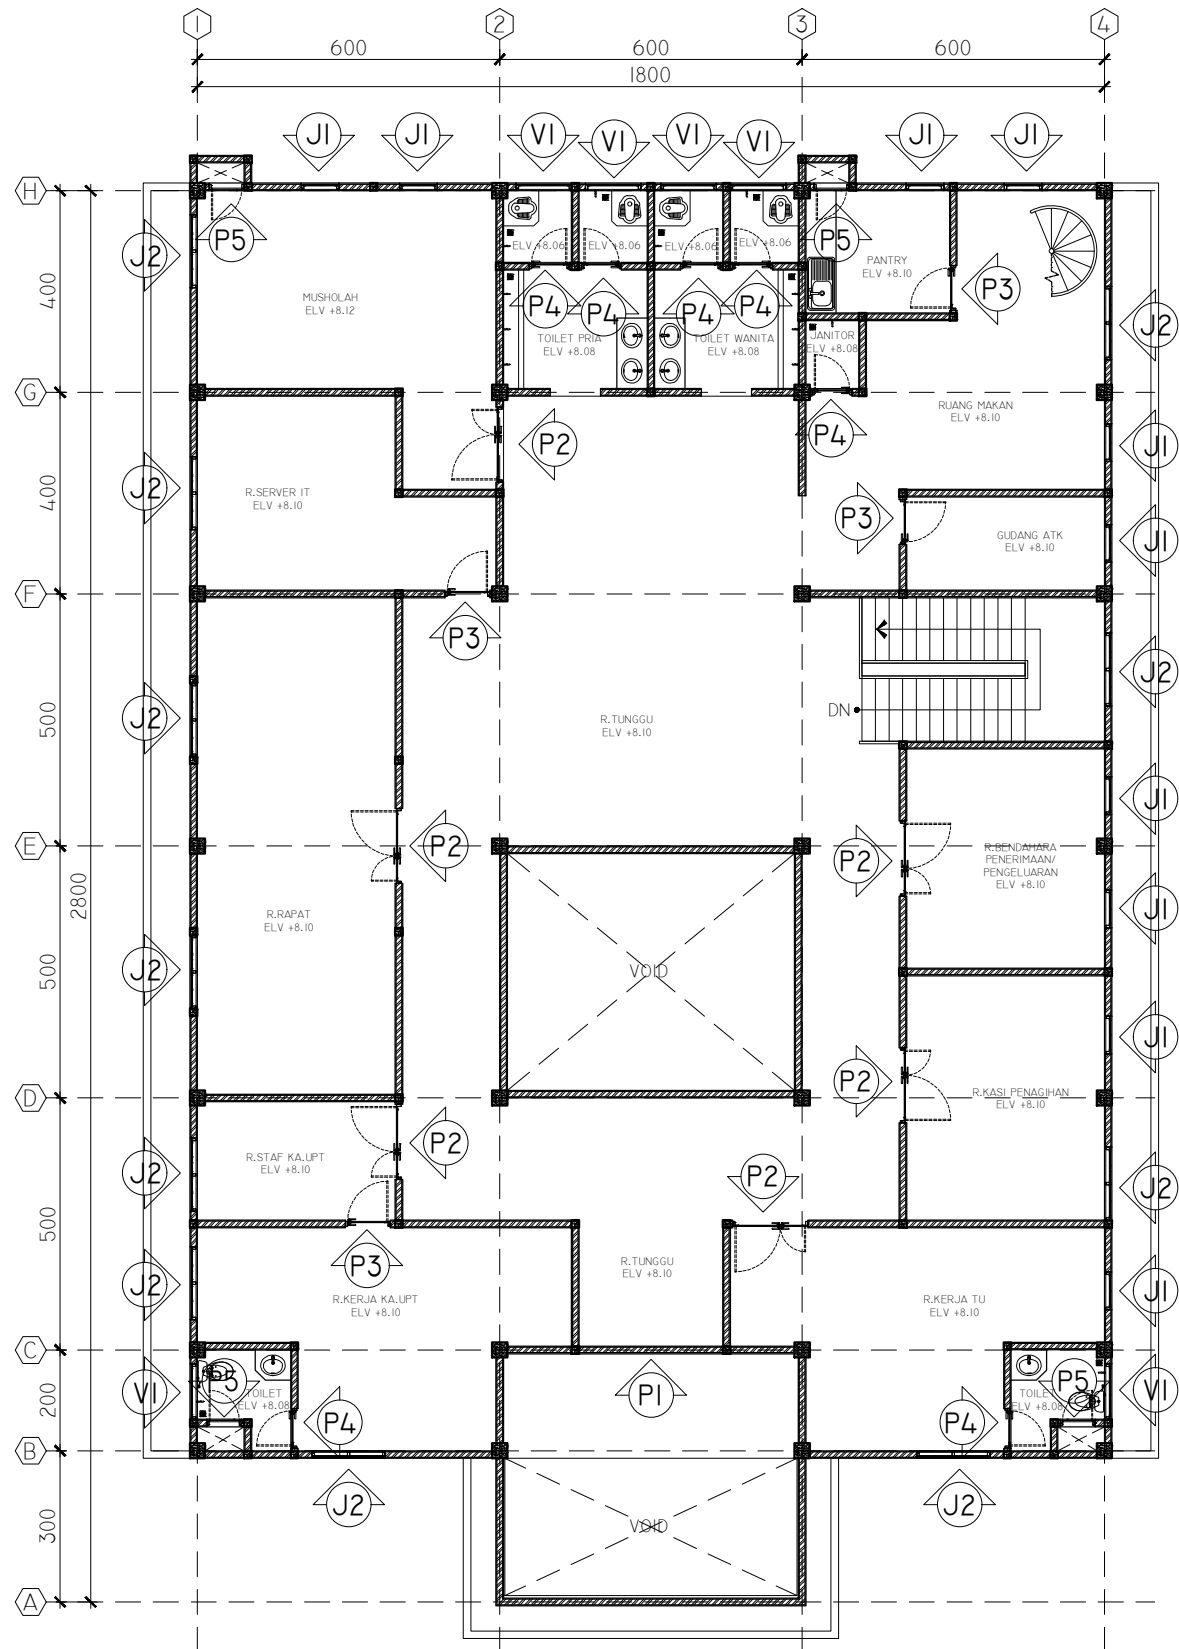 1 2 3 4
600 600 600
1800
J1 J1 V1 V1 V1 V1 J1 J1
H
P5 P5
J2
ELV +8.06 ELV +8.06 ELV +8.06 ELV +8.06
PANTRY
ELV +8.10
400
P3
MUSHOLAH
ELV +8.12
P4 P4 P4 P4
J2
TOILET PRIA
ELV +8.08
TOILET WANITA
ELV +8.08
JANITOR
ELV +8.08
G
RUANG MAKAN
ELV +8.10
P2
P4
J1
400
J2
R.SERVER IT
ELV +8.10
P3
GUDANG ATK
ELV +8.10
J1
F
P3
J2
500
J2
R.TUNGGU
ELV +8.10
DN
J1
E
P2
P2
R.BENDAHARA
PENERIMAAN/
PENGELUARAN
ELV +8.10
2800
R.RAPAT
ELV +8.10
J1
500
J2
VOID
J1
P2
R.KASI PENAGIHAN
ELV +8.10
D
P2
R.STAF KA.UPT
ELV +8.10
J2
P2
J2
500
P3
R.TUNGGU
ELV +8.10
J2
J1
R.KERJA KA.UPT
ELV +8.10
R.KERJA TU
ELV +8.10
C
V1
P5
TOILET
ELV +8.08
P1
TOILET
ELV +8.08
P5
V1
200
P4
P4
B
J2
J2
VOID
300
A